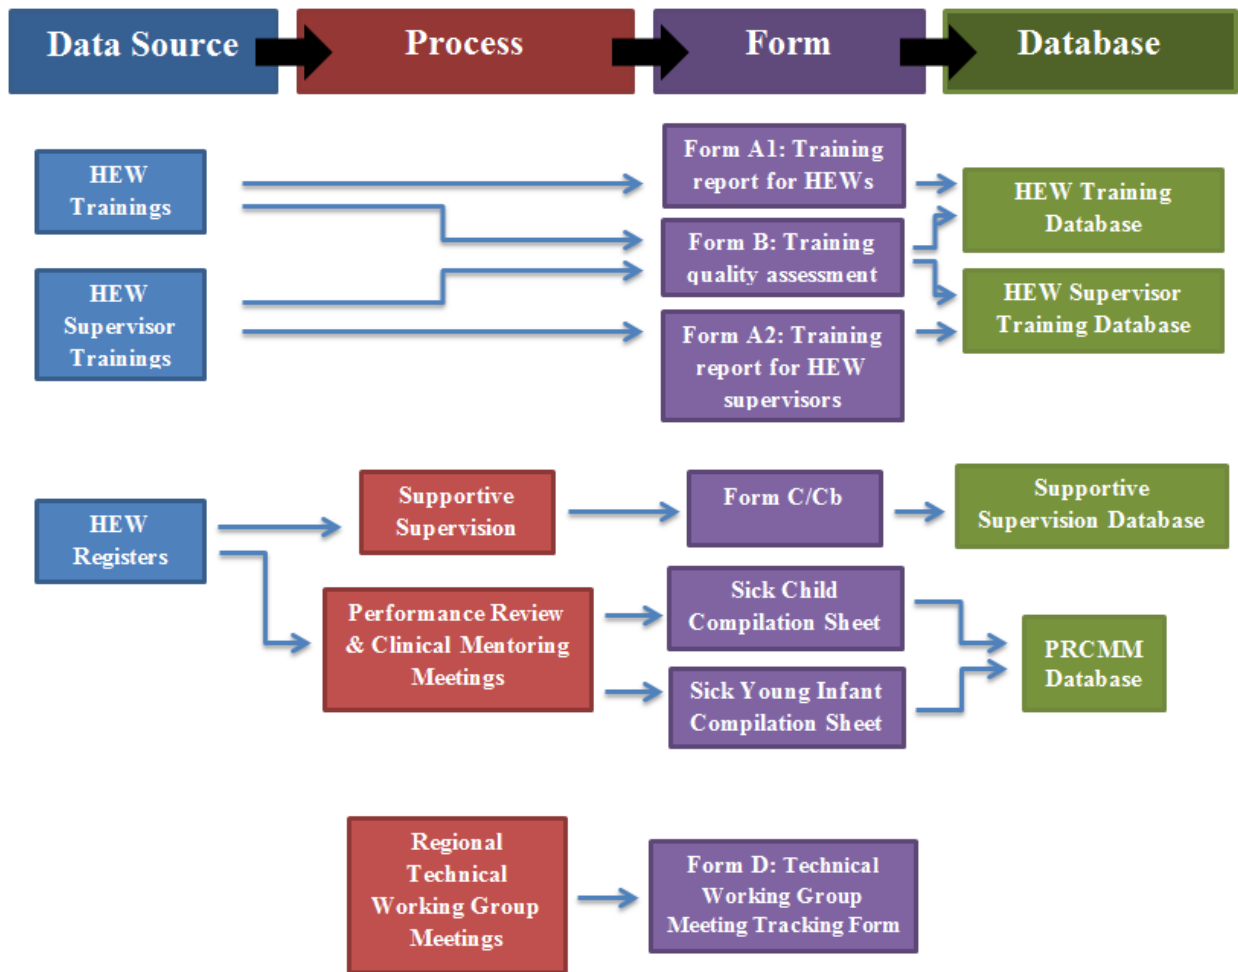 Data Source
Process
Form
Database
HEW
Trainings
Form A1: Training
report for HEWs
HEW Training
Database
Form B: Training
quality assessment
HEW
Supervisor
Trainings
HEW Supervisor
Training Database
Form A2: Training
report for HEW
supervisors
HEW
Registers
Supportive
Supervision
Form C/Cb
Supportive
Supervision Database
Performance Review
& Clinical Mentoring
Meetings
Sick Child
Compilation Sheet
Sick Young Infant
Compilation Sheet
PRCMM
Database
Regional
Technical
Working Group
Meetings
Form D: Technical
Working Group
Meeting Tracking Form